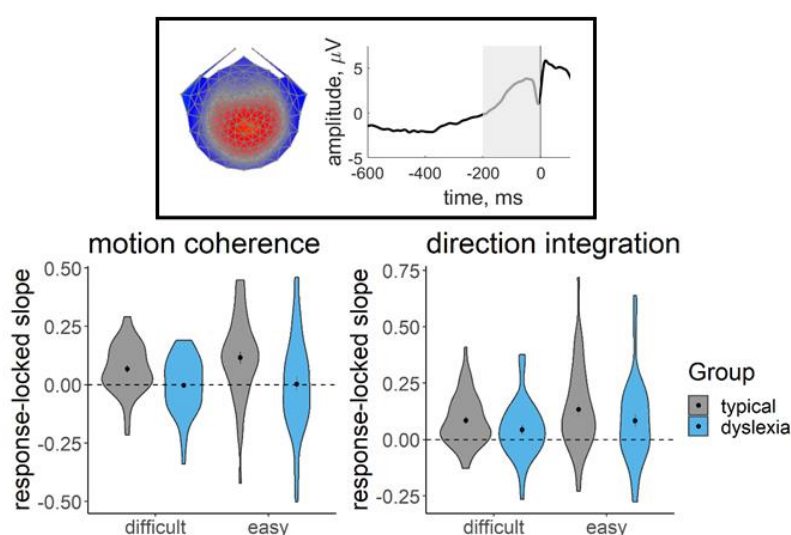 amplitude, μV
5
0
-5
-600
-400
-200
0
time, ms
motion coherence
response-locked slope
0.50
0.25
0.00
-0.25
-0.50
difficult
easy
direction integration
response-locked slope
0.75
0.50
0.25
0.00
-0.25
difficult
easy
Group
typical
dyslexia